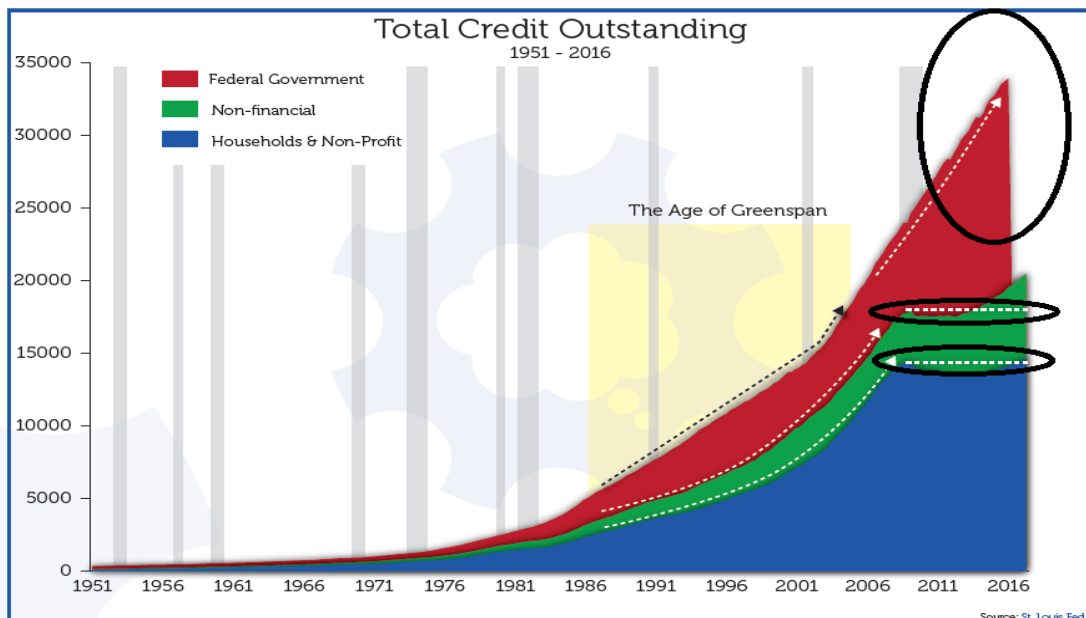 Total Credit Outstanding
1951 - 2016
35000
Federal Government
Non-financial
30000
Households & Non-Profit
25000
The Age of Greenspan
20000
15000
10000
5000
0
1951 1956 1961 1966 1971 1976 1981 1986 1991 1996 2001 2006 2011 2016
Source: St. Louis Fed